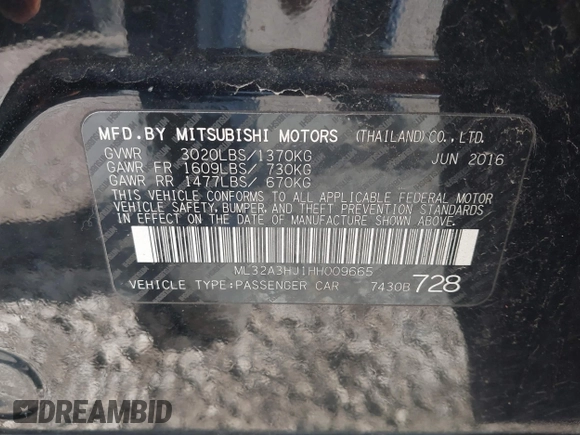 MFD.BY MITSUBISHI MOTORS (THAILAND)CO.,LTD.
GVWR 3020LBS/1370KG JUN 2016
GAWR FR 1609LBS/ 730KG
GAWR RR 1477LBS/ 670KG
THIS VEHICLE CONFORMS TO ALL APPLICABLE FEDERAL MOTOR
VEHICLE SAFETY, BUMPER, AND THEFT PREVENTION STANDARDS
IN EFFECT ON THE DATE OF MANUFACTURE SHOWN ABOVE.
ML32A3HJ1HH009665
VEHICLE TYPE:PASSENGER CAR 7430B 728
DREAMBID